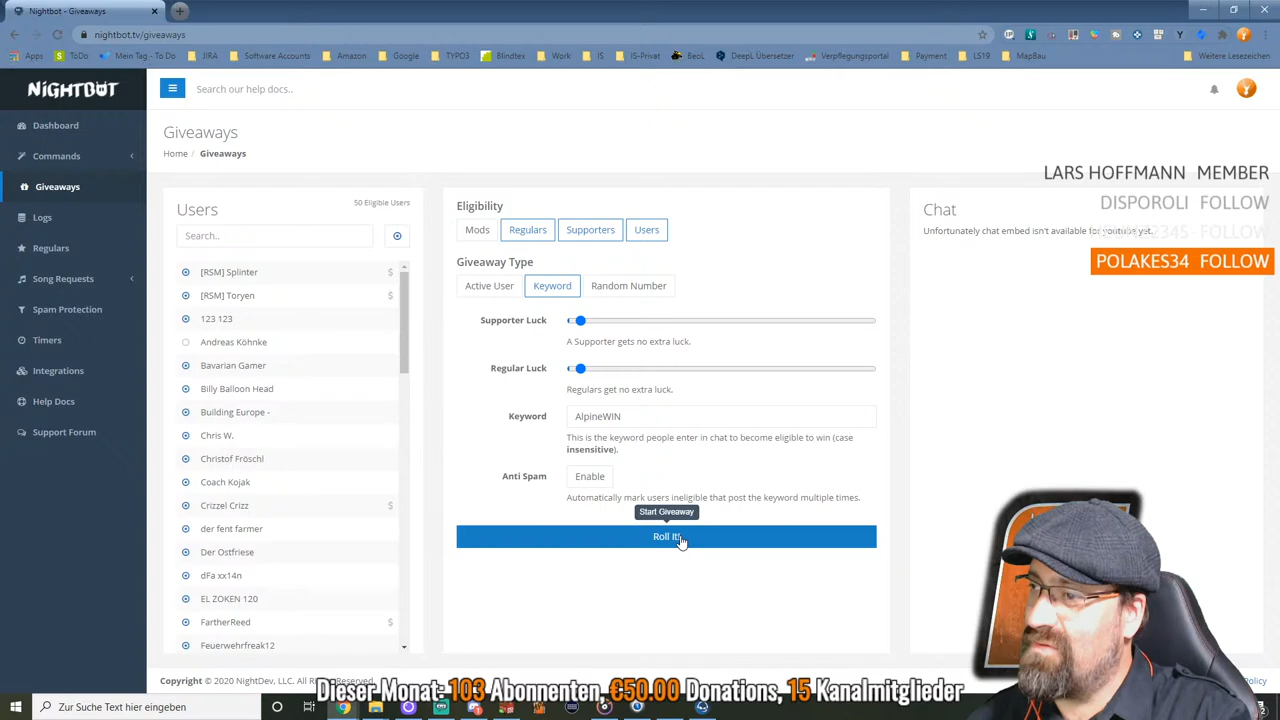 Nightbot - Giveaways
nightbot.tv/giveaways
Apps ToDo Mein Tag - To Do JIRA Software Accounts Amazon Google TYPO3 Blindtex Work IS IS-Privat BeoL DeepL Übersetzer Verpflegungsportal Payment LS19 MapBau Weitere Lesezeichen
NIGHTBOT
Search our help docs..
Dashboard
Commands
Giveaways
Logs
Regulars
Song Requests
Spam Protection
Timers
Integrations
Help Docs
Support Forum
Giveaways
Home / Giveaways
Users
50 Eligible Users
Search..
[RSM] Splinter $
[RSM] Toryen $
123 123
Andreas Köhnke
Bavarian Gamer
Billy Balloon Head
Building Europe -
Chris W.
Christof Fröschl
Coach Kojak
Crizzel Crizz $
der fent farmer
Der Ostfriese
dFa xx14n
EL ZOKEN 120
FartherReed $
Feuerwehrfreak12
Eligibility
Mods Regulars Supporters Users
Giveaway Type
Active User Keyword Random Number
Supporter Luck
A Supporter gets no extra luck.
Regular Luck
Regulars get no extra luck.
Keyword AlpineWIN
This is the keyword people enter in chat to become eligible to win (case
insensitive).
Anti Spam Enable
Automatically mark users ineligible that post the keyword multiple times.
Start Giveaway
Roll It!
Chat
Unfortunately chat embed isn't available for youtube yet.
LARS HOFFMANN MEMBER
DISPOROLI FOLLOW
FOLLOW
POLAKES34 FOLLOW
Copyright © 2020 NightDev, LLC. All Rights
Policy
Dieser Monat: 103 Abonnenten, €50.00 Donations, 15 Kanalmitglieder
Zur Suche Text hier eingeben